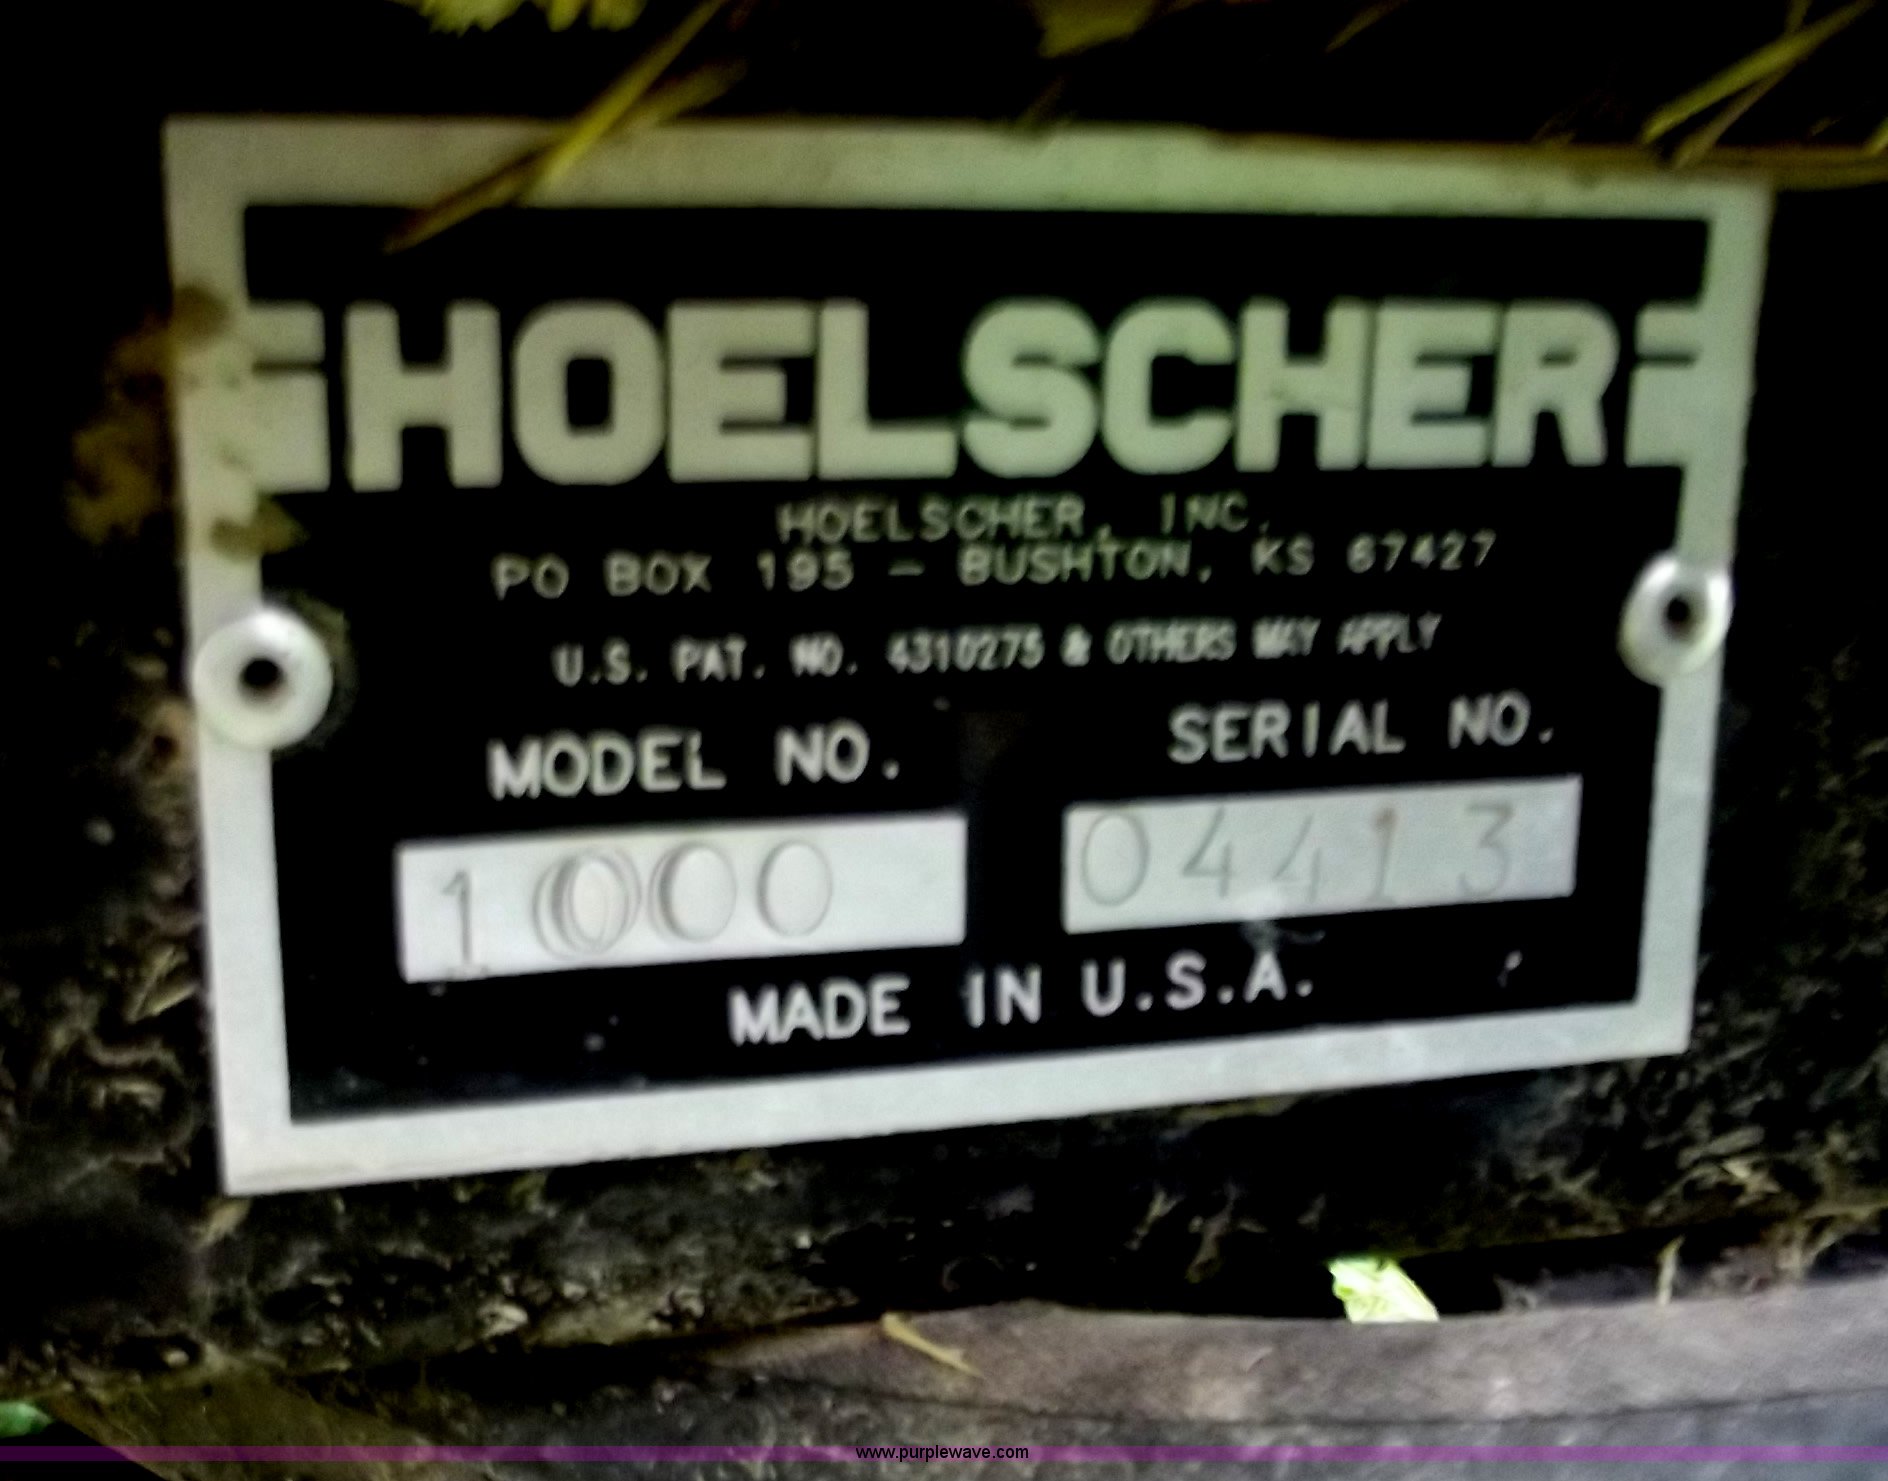 HOELSCHER
HOELSCHER, INC.
PO BOX 195 - BUSHTON, KS 67427
U.S. PAT. NO. 4310275 & OTHERS MAY APPLY
MODEL NO. SERIAL NO.
1000 04413
MADE IN U.S.A.
www.purplewave.com